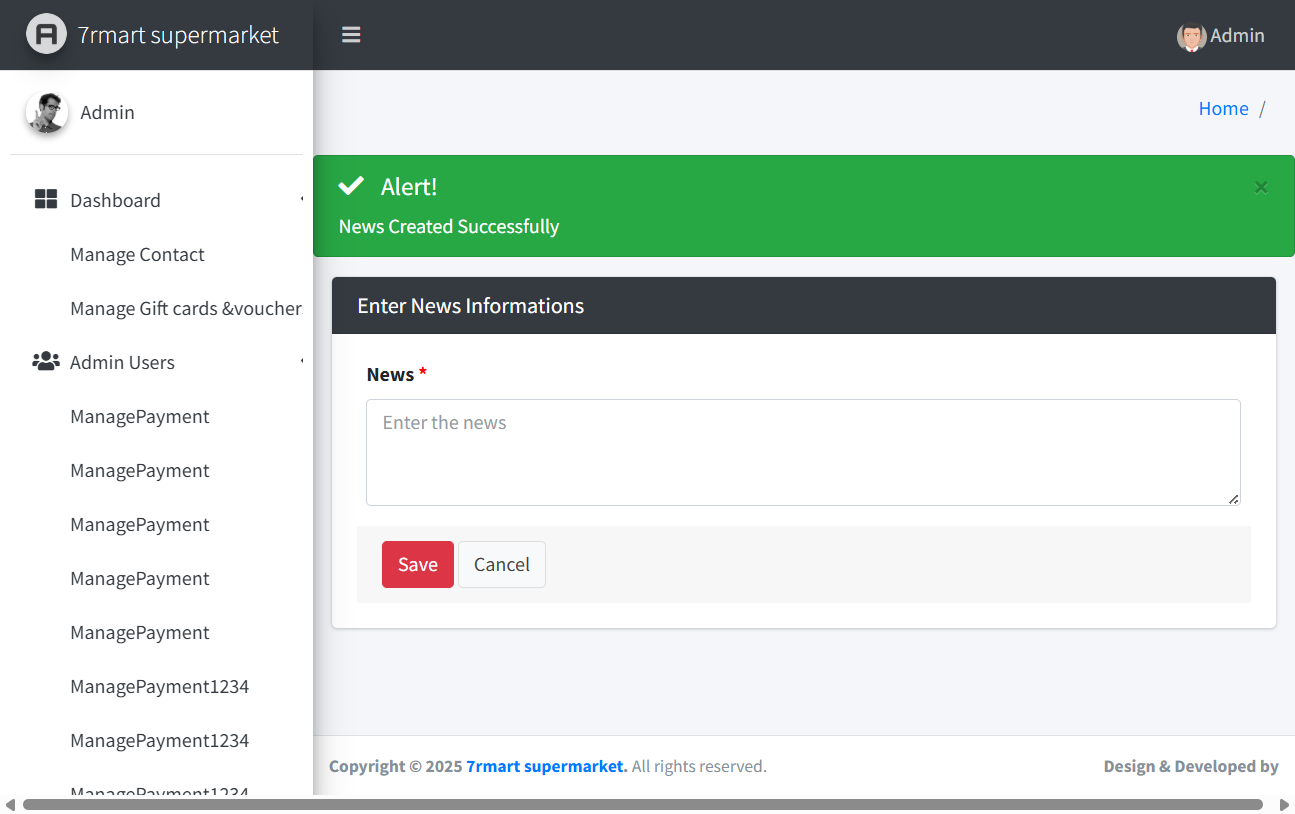 7rmart supermarket
Admin
Admin
Home /
Dashboard
Manage Contact
Manage Gift cards &voucher
Admin Users
ManagePayment
ManagePayment
ManagePayment
ManagePayment
ManagePayment
ManagePayment1234
ManagePayment1234
ManagePayment1234
Alert!
×
News Created Successfully
Enter News Informations
News *
Enter the news
Save
Cancel
Copyright © 2025 7rmart supermarket. All rights reserved.
Design & Developed by